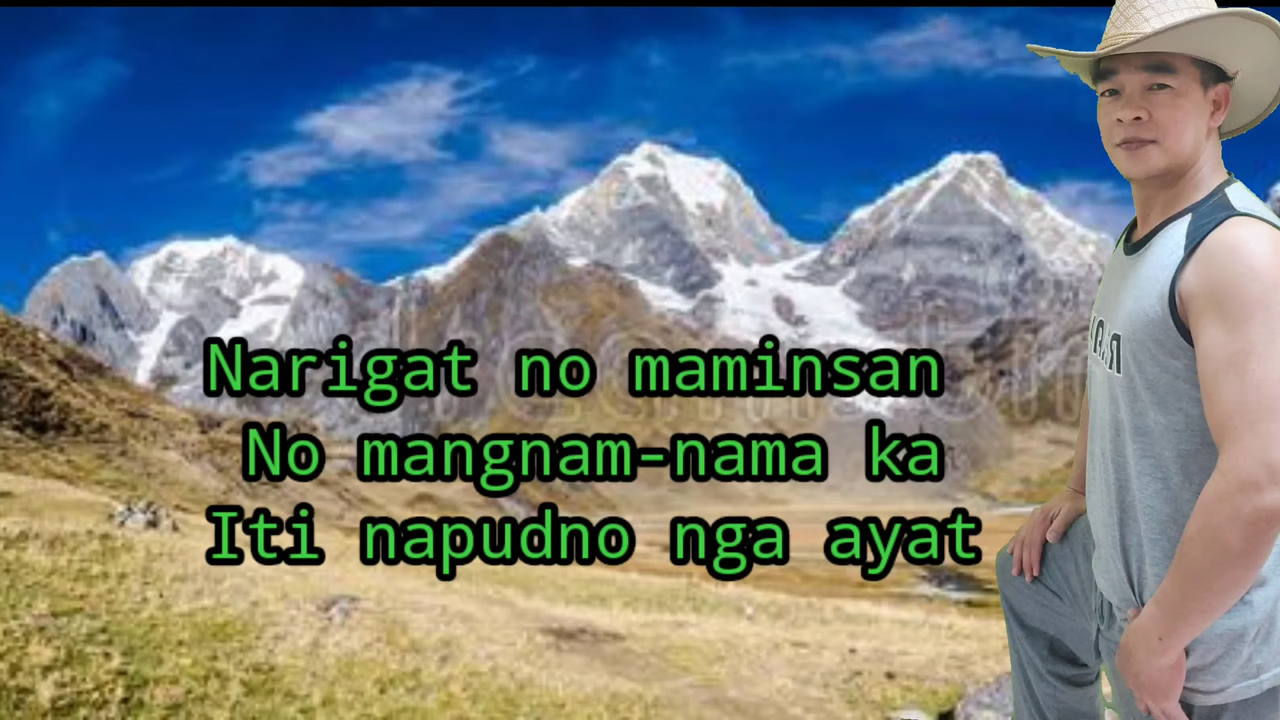 Narigat no maminsan
No mangnam-nama ka
Iti napudno nga ayat